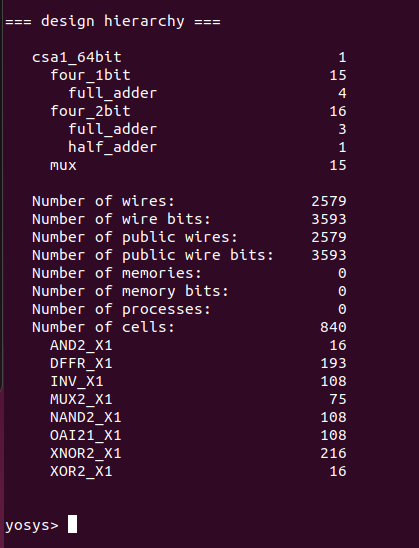 === design hierarchy ===
csa1_64bit 1
four_1bit 15
full_adder 4
four_2bit 16
full_adder 3
half_adder 1
mux 15
Number of wires: 2579
Number of wire bits: 3593
Number of public wires: 2579
Number of public wire bits: 3593
Number of memories: 0
Number of memory bits: 0
Number of processes: 0
Number of cells: 840
AND2_X1 16
DFFR_X1 193
INV_X1 108
MUX2_X1 75
NAND2_X1 108
OAI21_X1 108
XNOR2_X1 216
XOR2_X1 16
yosys>